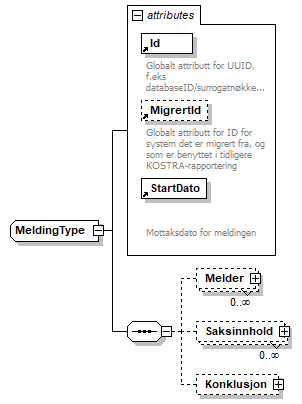 attributes
Id
Globalt attributt for UUID,
f.eks
databaseID/surrogatnøkke...
MigrertId
Globalt attributt for ID for
system det er migrert fra, og
som er benyttet i tidligere
KOSTRA-rapportering
StartDato
Mottaksdato for meldingen
MeldingType
Melder
0..∞
Saksinnhold
0..∞
Konklusjon